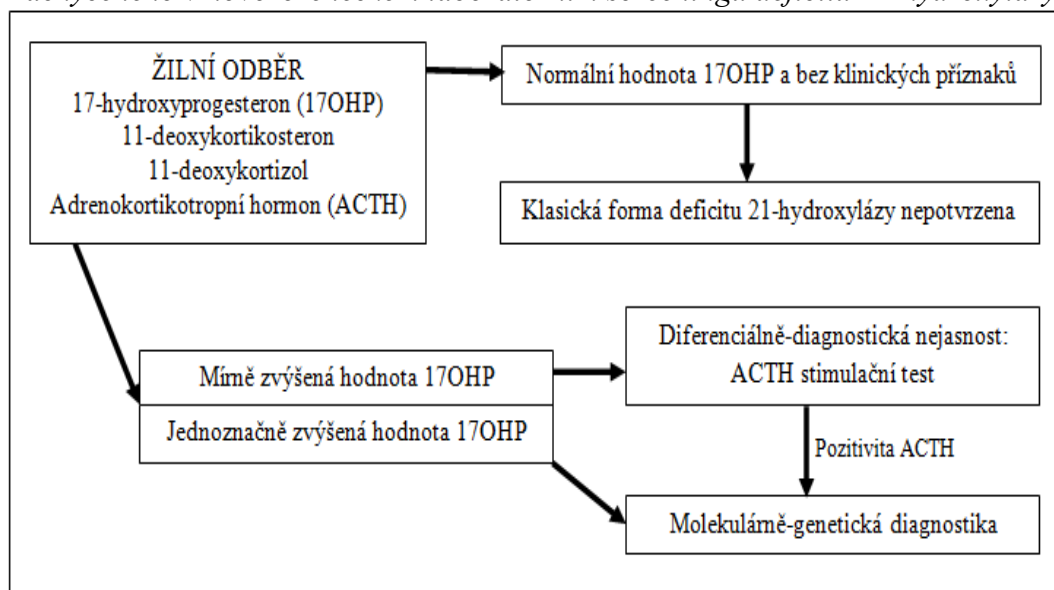 ŽILNÍ ODBĚR
17-hydroxyprogesteron (17OHP)
11-deoxykortikosteron
11-deoxykortizol
Adrenokortikotropní hormon (ACTH)
Normální hodnota 17OHP a bez klinických příznaků
Klasická forma deficitu 21-hydroxylázy nepotvrzena
Mírně zvýšená hodnota 17OHP
Jednoznačně zvýšená hodnota 17OHP
Diferenciálně-diagnostická nejasnost:
ACTH stimulační test
Pozitivita ACTH
Molekulárně-genetická diagnostika